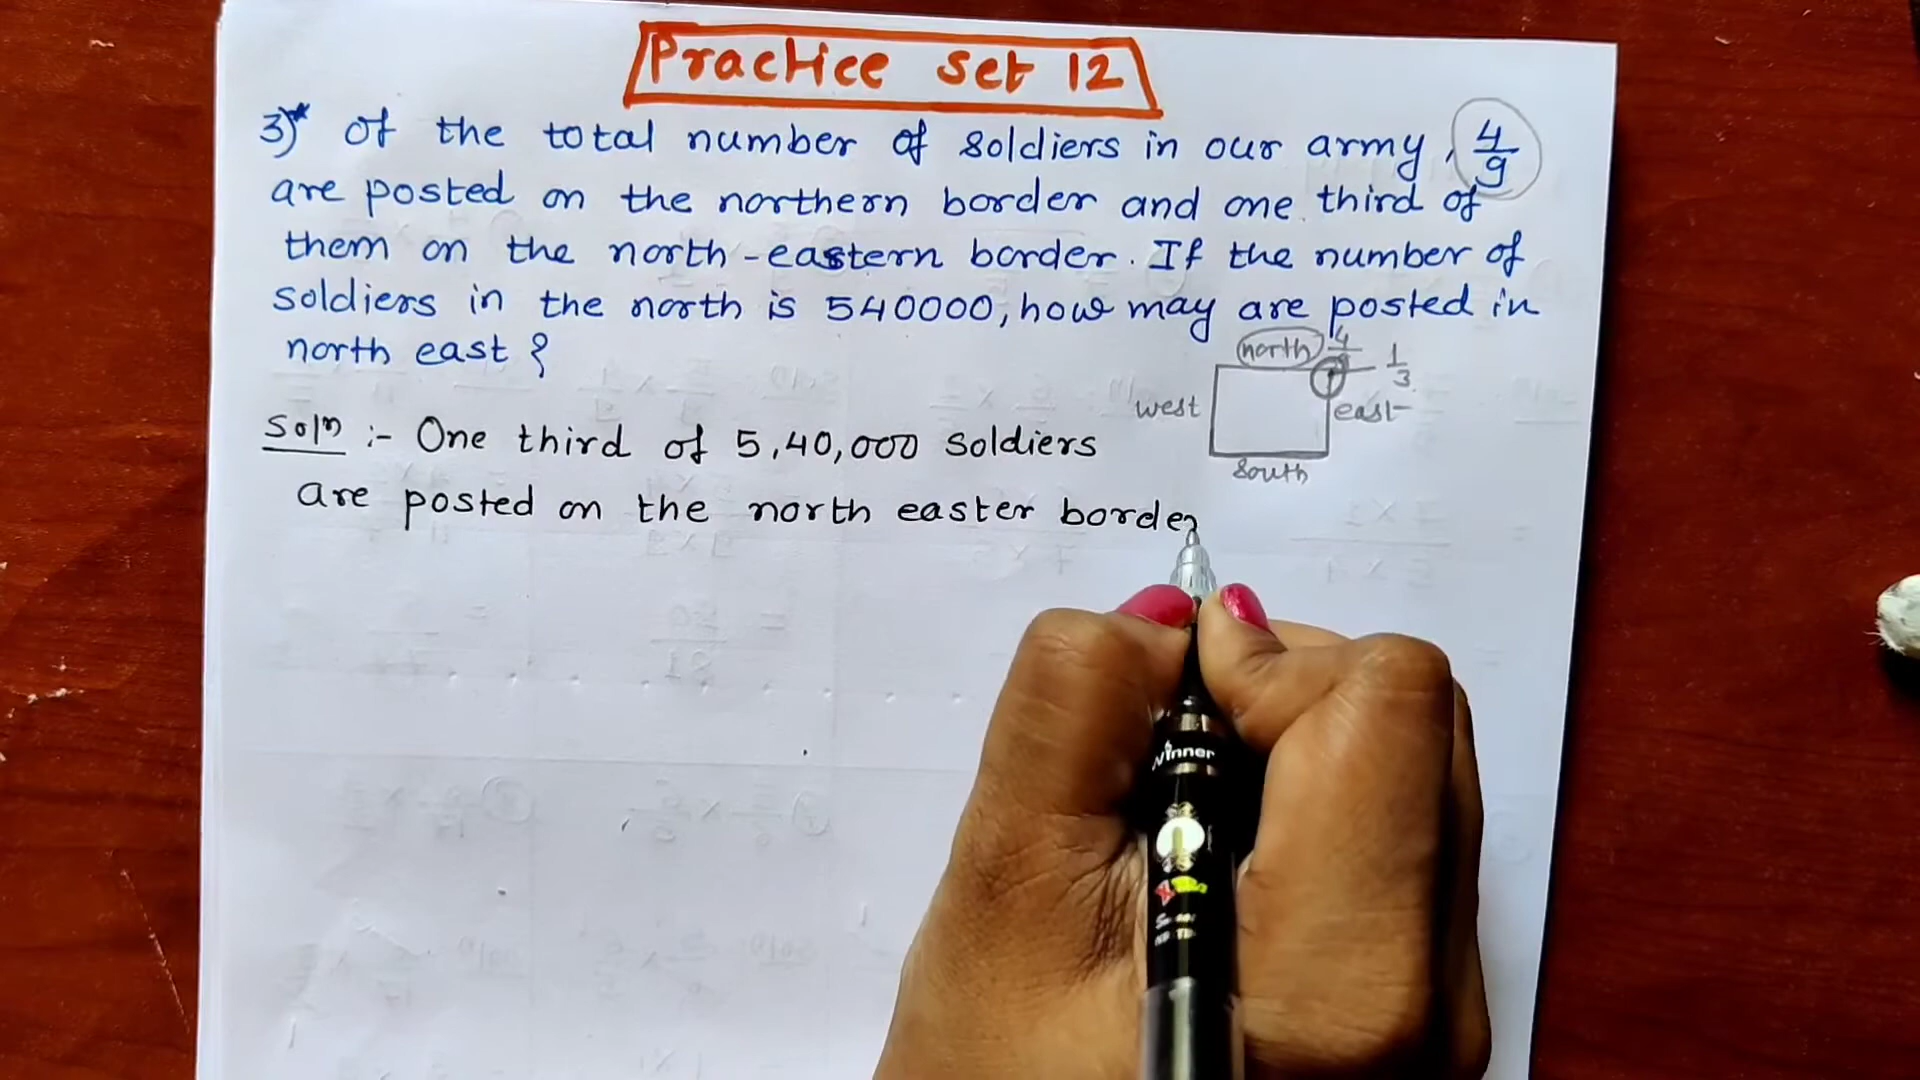 Practice Set 12
3)* Of the total number of soldiers in our army, 4/9
are posted on the northern border and one third of
them on the north-eastern border. If the number of
soldiers in the north is 540000, how may are posted in
north east ?
north 4/9 1/3
west east
South
Soln :- One third of 5,40,000 soldiers
are posted on the north easter border
Winner